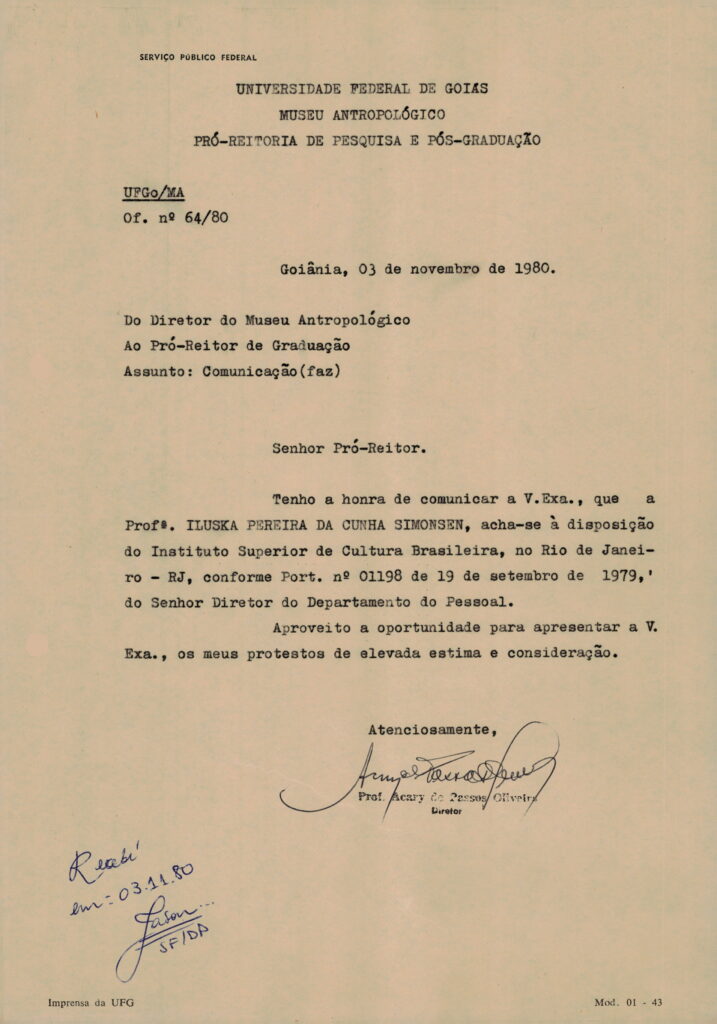 SERVIÇO PÚBLICO FEDERAL
UNIVERSIDADE FEDERAL DE GOIÁS
MUSEU ANTROPOLÓGICO
PRÓ-REITORIA DE PESQUISA E PÓS-GRADUAÇÃO
UFGo/MA
Of. nº 64/80
Goiânia, 03 de novembro de 1980.
Do Diretor do Museu Antropológico
Ao Pró-Reitor de Graduação
Assunto: Comunicação(faz)
Senhor Pró-Reitor.
Tenho a honra de comunicar a V.Exa., que a
Profª. ILUSKA PEREIRA DA CUNHA SIMONSEN, acha-se à disposição
do Instituto Superior de Cultura Brasileira, no Rio de Janei-
ro - RJ, conforme Port. nº 01198 de 19 de setembro de 1979,'
do Senhor Diretor do Departamento do Pessoal.
Aproveito a oportunidade para apresentar a V.
Exa., os meus protestos de elevada estima e consideração.
Atenciosamente,
Prof. Acary de Passos Oliveira
Diretor
Recebi
em: 03.11.80
SF/DP
Imprensa da UFG
Mod. 01 - 43